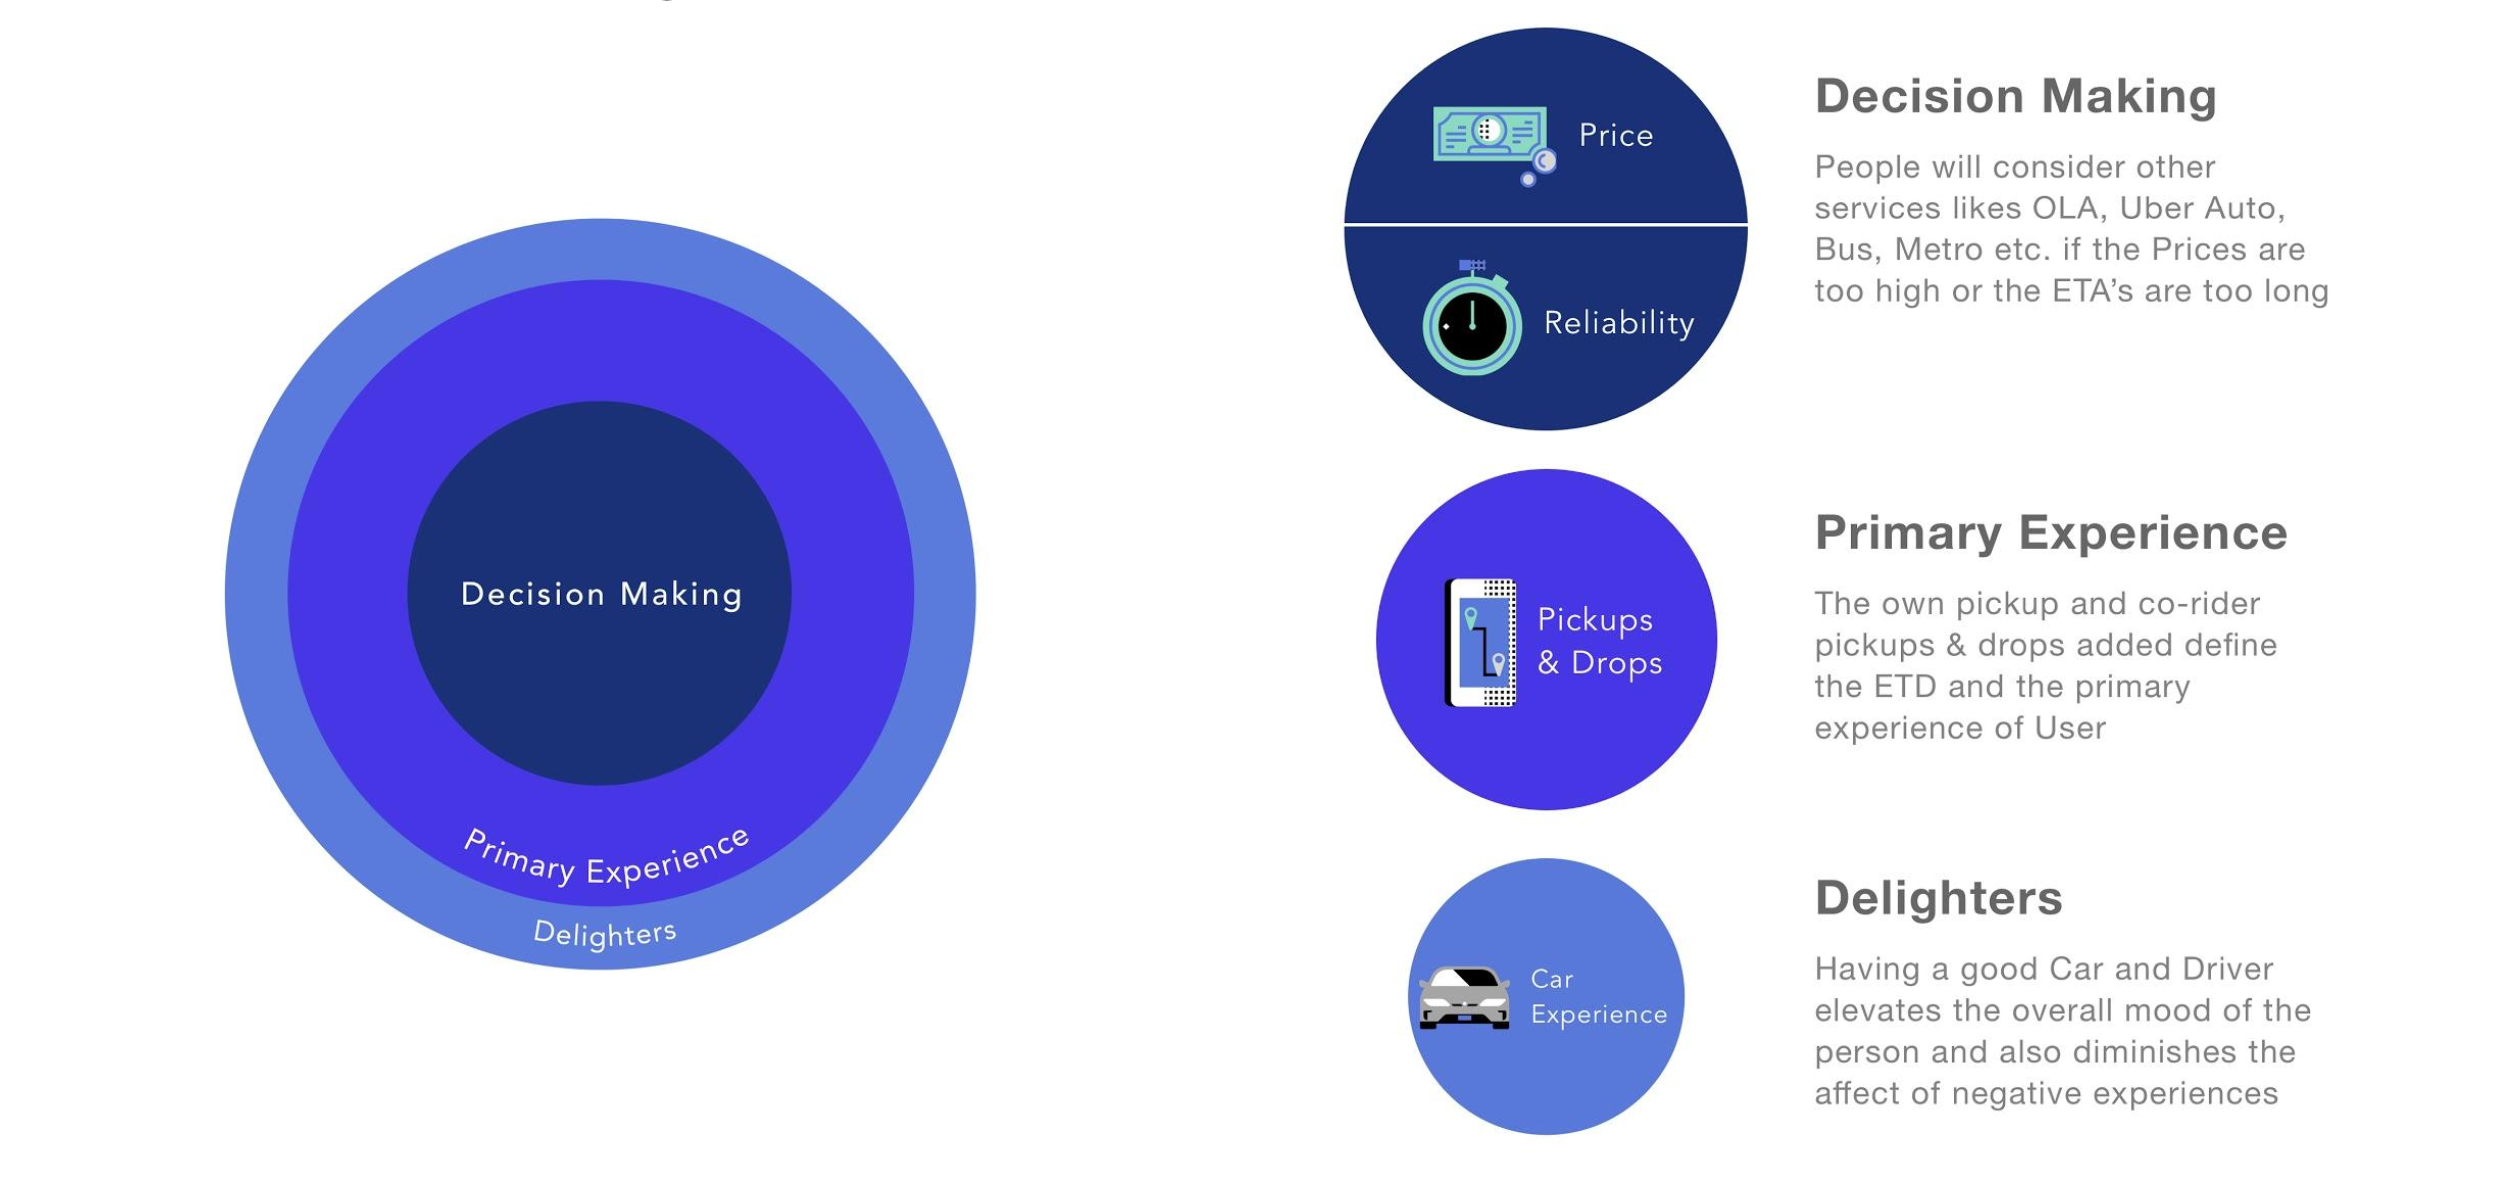 Decision Making
Primary Experience
Delighters
Price
Reliability
Decision Making
People will consider other
services likes OLA, Uber Auto,
Bus, Metro etc. if the Prices are
too high or the ETA’s are too long
Pickups
& Drops
Primary Experience
The own pickup and co-rider
pickups & drops added define
the ETD and the primary
experience of User
Car
Experience
Delighters
Having a good Car and Driver
elevates the overall mood of the
person and also diminishes the
affect of negative experiences